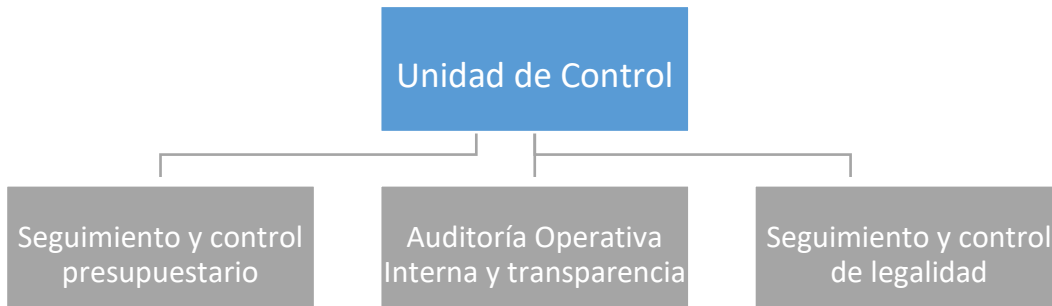 Unidad de Control
Seguimiento y control
presupuestario
Auditoría Operativa
Interna y transparencia
Seguimiento y control
de legalidad